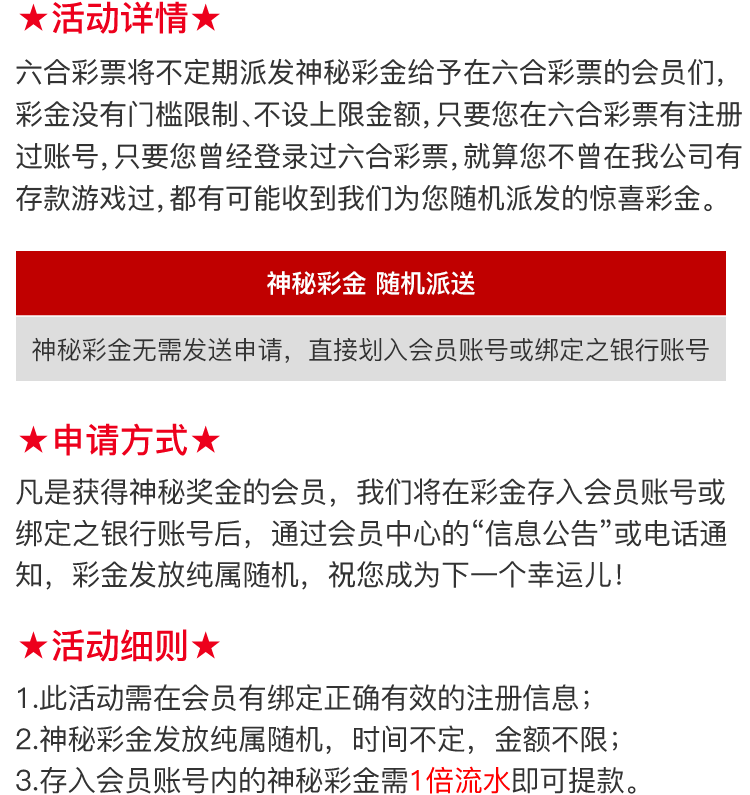 ★活动详情★
六合彩票将不定期派发神秘彩金给予在六合彩票的会员们，
彩金没有门槛限制、不设上限金额，只要您在六合彩票有注册
过账号，只要您曾经登录过六合彩票，就算您不曾在我公司有
存款游戏过，都有可能收到我们为您随机派发的惊喜彩金。
神秘彩金 随机派送
神秘彩金无需发送申请，直接划入会员账号或绑定之银行账号
★申请方式★
凡是获得神秘奖金的会员，我们将在彩金存入会员账号或
绑定之银行账号后，通过会员中心的“信息公告”或电话通
知，彩金发放纯属随机，祝您成为下一个幸运儿！
★活动细则★
1.此活动需在会员有绑定正确有效的注册信息；
2.神秘彩金发放纯属随机，时间不定，金额不限；
3.存入会员账号内的神秘彩金需1倍流水即可提款。